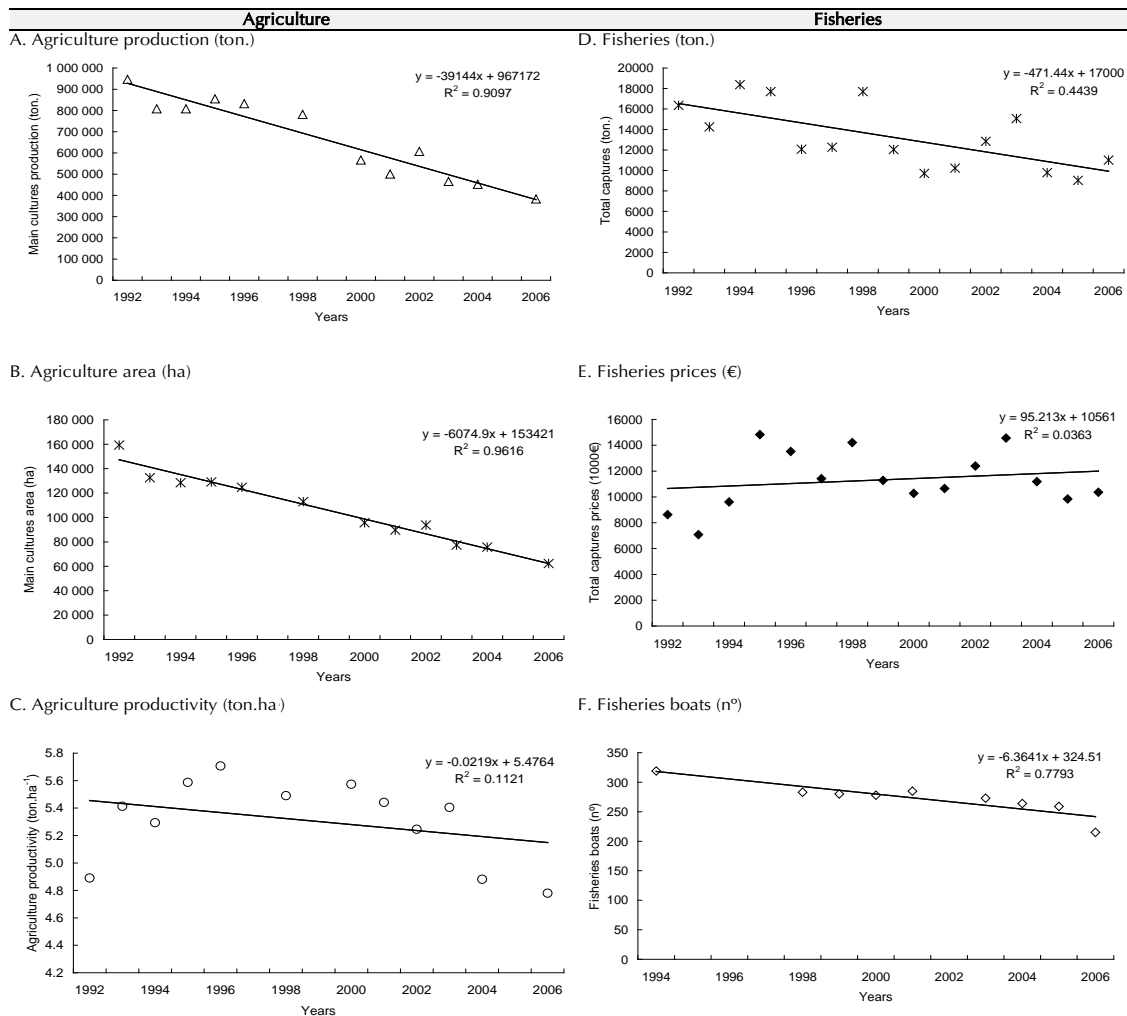 Agriculture Fisheries
A. Agriculture production (ton.)
1 000 000
900 000
800 000
700 000
600 000
500 000
400 000
300 000
200 000
100 000
0
Main cultures production (ton.)
y = -39144x + 967172
R² = 0.9097
1992 1994 1996 1998 2000 2002 2004 2006
Years
D. Fisheries (ton.)
20000
18000
16000
14000
12000
10000
8000
6000
4000
2000
0
Total captures (ton.)
y = -471.44x + 17000
R² = 0.4439
1992 1994 1996 1998 2000 2002 2004 2006
Years
B. Agriculture area (ha)
180 000
160 000
140 000
120 000
100 000
80 000
60 000
40 000
20 000
0
Main cultures area (ha)
y = -6074.9x + 153421
R² = 0.9616
1992 1994 1996 1998 2000 2002 2004 2006
Years
E. Fisheries prices (€)
16000
14000
12000
10000
8000
6000
4000
2000
0
Total captures prices (1000€)
y = 95.213x + 10561
R² = 0.0363
1992 1994 1996 1998 2000 2002 2004 2006
Years
C. Agriculture productivity (ton.ha)
5.8
5.6
5.4
5.2
5.0
4.8
4.6
4.4
4.2
Agriculture productivity (ton.ha⁻¹)
y = -0.0219x + 5.4764
R² = 0.1121
1992 1994 1996 1998 2000 2002 2004 2006
Years
F. Fisheries boats (nº)
350
300
250
200
150
100
50
0
Fisheries boats (nº)
y = -6.3641x + 324.51
R² = 0.7793
1994 1996 1998 2000 2002 2004 2006
Years